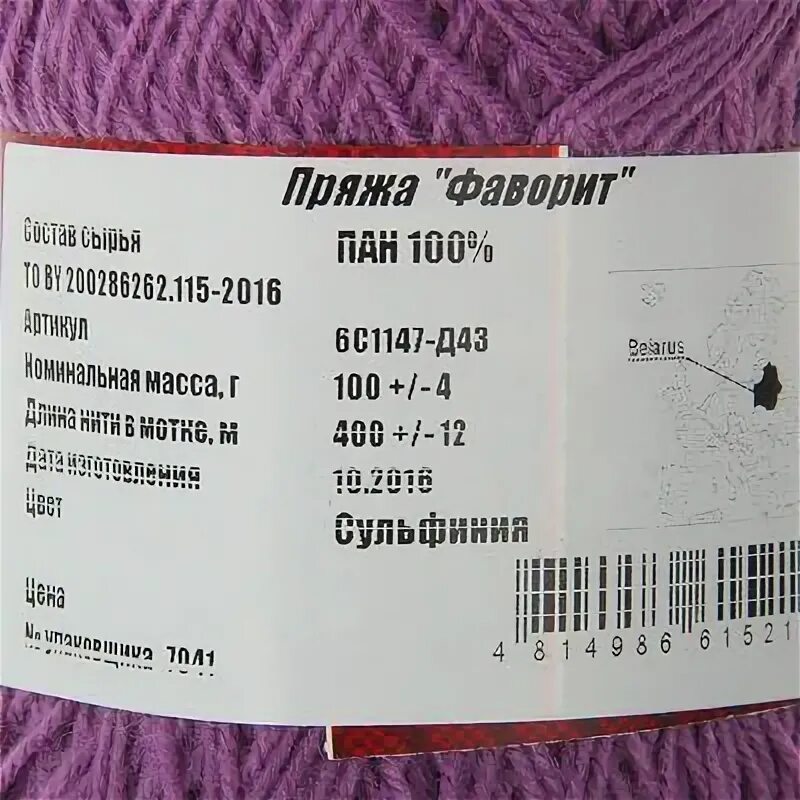 Пряжа "Фаворит"
Состав сырья ПАН 100%
ТО BY 200286262.115-2016
Артикул 6С1147-Д43
Номинальная масса, г 100 +/- 4
Длина нити в мотке, м 400 +/- 12
Дата изготовления 10.2016
Цвет Сульфиния
Belarus
Цена
№ упаковщика 7041
4 814986 61521